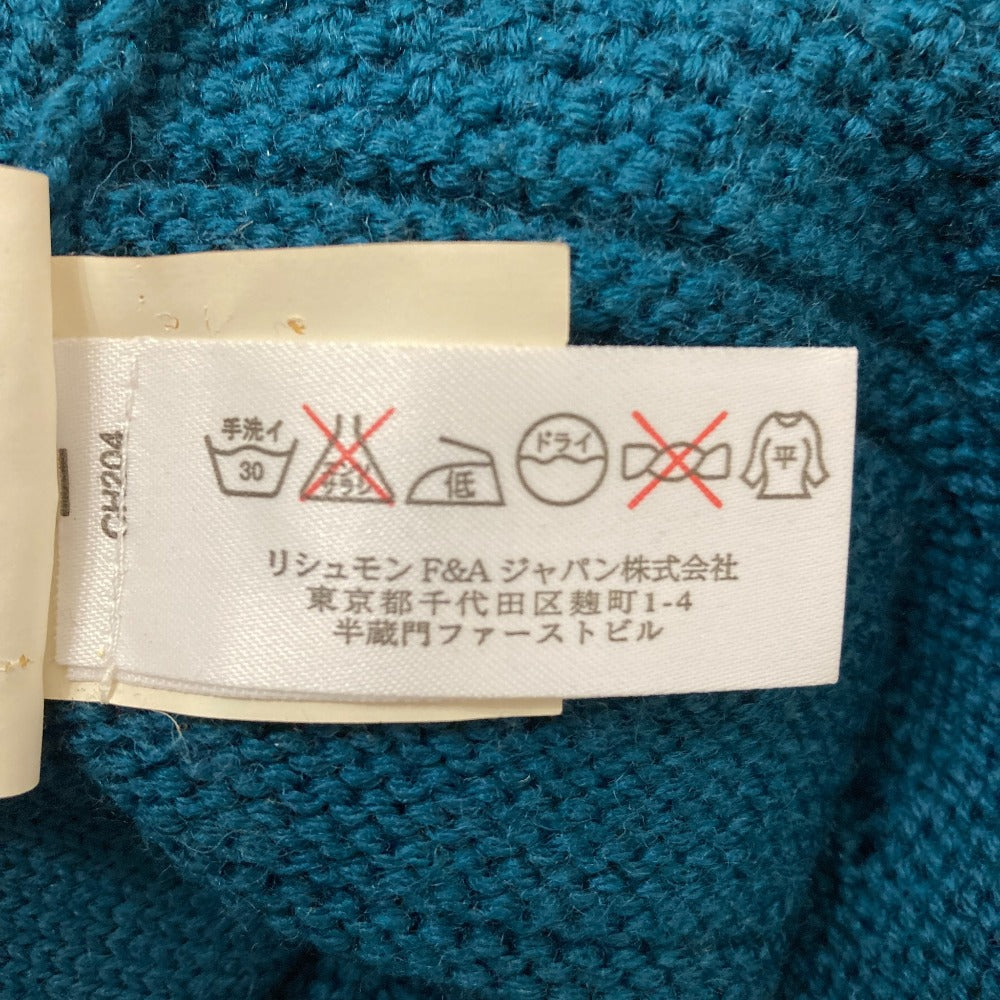 手洗イ 30 エンソ サラシ 低 ドライ 平
リシュモン F&A ジャパン株式会社
東京都千代田区麹町1-4
半蔵門ファーストビル
CH204